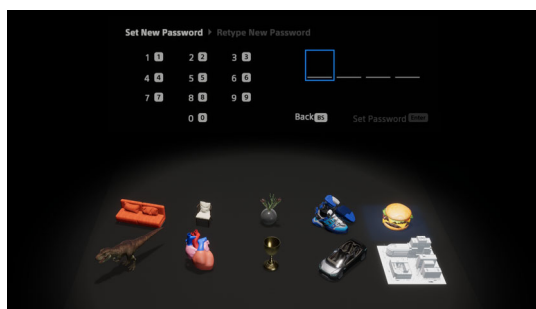 Set New Password ▸ Retype New Password
1 1 2 2 3 3
4 4 5 5 6 6
7 7 8 8 9 9
0 0
Back BS Set Password Enter